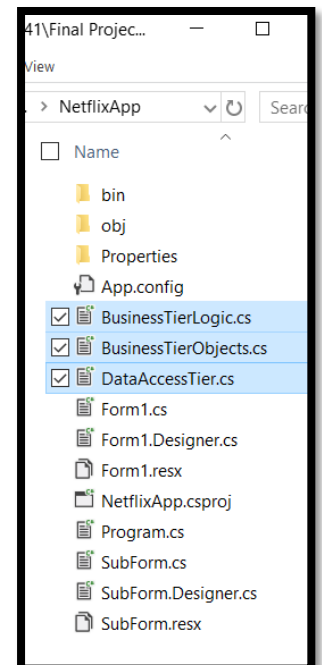 41\Final Projec...
View
> NetflixApp
Sear
Name
bin
obj
Properties
App.config
BusinessTierLogic.cs
BusinessTierObjects.cs
DataAccessTier.cs
Form1.cs
Form1.Designer.cs
Form1.resx
NetflixApp.csproj
Program.cs
SubForm.cs
SubForm.Designer.cs
SubForm.resx